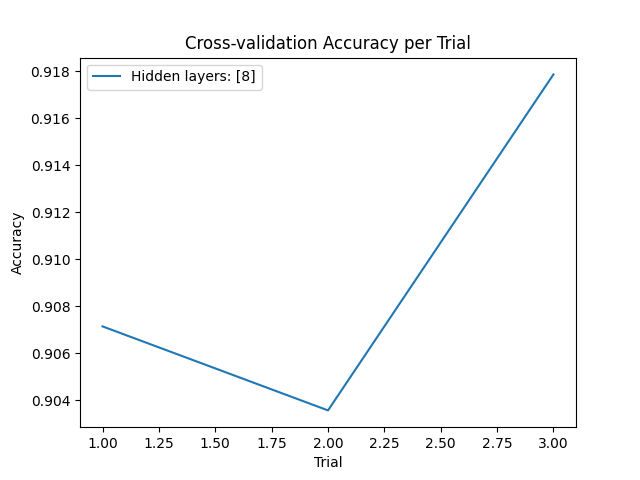 Cross-validation Accuracy per Trial
Hidden layers: [8]
0.918
0.916
0.914
0.912
0.910
0.908
0.906
0.904
Accuracy
1.00 1.25 1.50 1.75 2.00 2.25 2.50 2.75 3.00
Trial